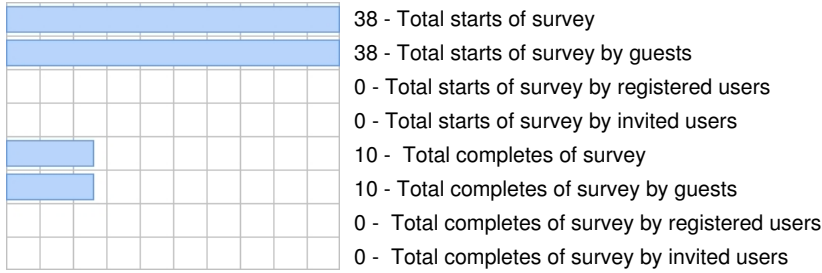 38 - Total starts of survey
38 - Total starts of survey by guests
0 - Total starts of survey by registered users
0 - Total starts of survey by invited users
10 -  Total completes of survey
10 - Total completes of survey by guests
0 -  Total completes of survey by registered users
0 -  Total completes of survey by invited users